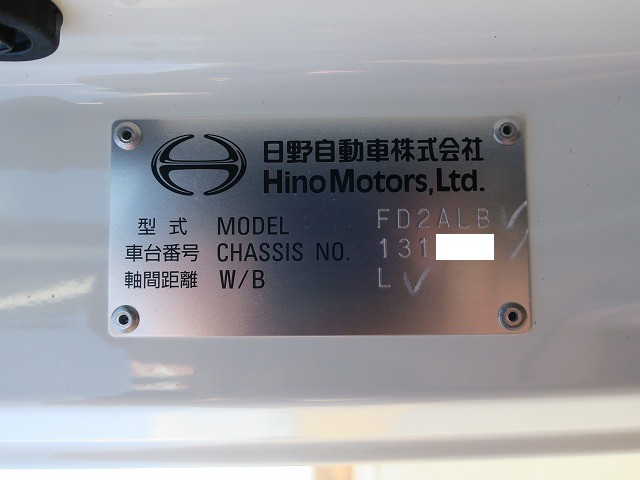 日野自動車株式会社
Hino Motors, Ltd.
型式 MODEL FD2ALB
車台番号 CHASSIS NO. 131
軸間距離 W/B L